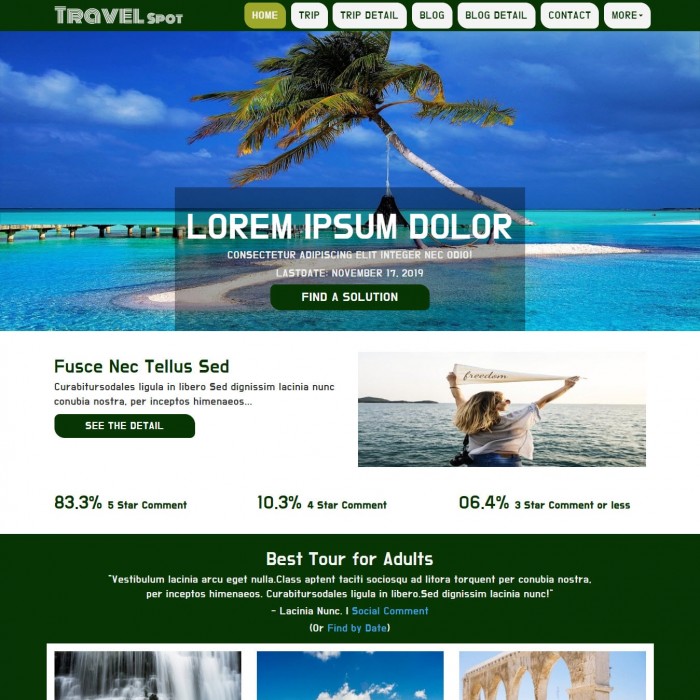 Travel Spot
HOME TRIP TRIP DETAIL BLOG BLOG DETAIL CONTACT MORE
LOREM IPSUM DOLOR
CONSECTETUR ADIPISCING ELIT INTEGER NEC ODIO!
LASTDATE: NOVEMBER 17, 2019
FIND A SOLUTION
Fusce Nec Tellus Sed
Curabitursodales ligula in libero Sed dignissim lacinia nunc
conubia nostra, per inceptos himenaeos...
SEE THE DETAIL
freedom
83.3% 5 Star Comment
10.3% 4 Star Comment
06.4% 3 Star Comment or less
Best Tour for Adults
"Vestibulum lacinia arcu eget nulla.Class aptent taciti sociosqu ad litora torquent per conubia nostra,
per inceptos himenaeos. Curabitursodales ligula in libero.Sed dignissim lacinia nunc!"
- Lacinia Nunc. | Social Comment
(Or Find by Date)